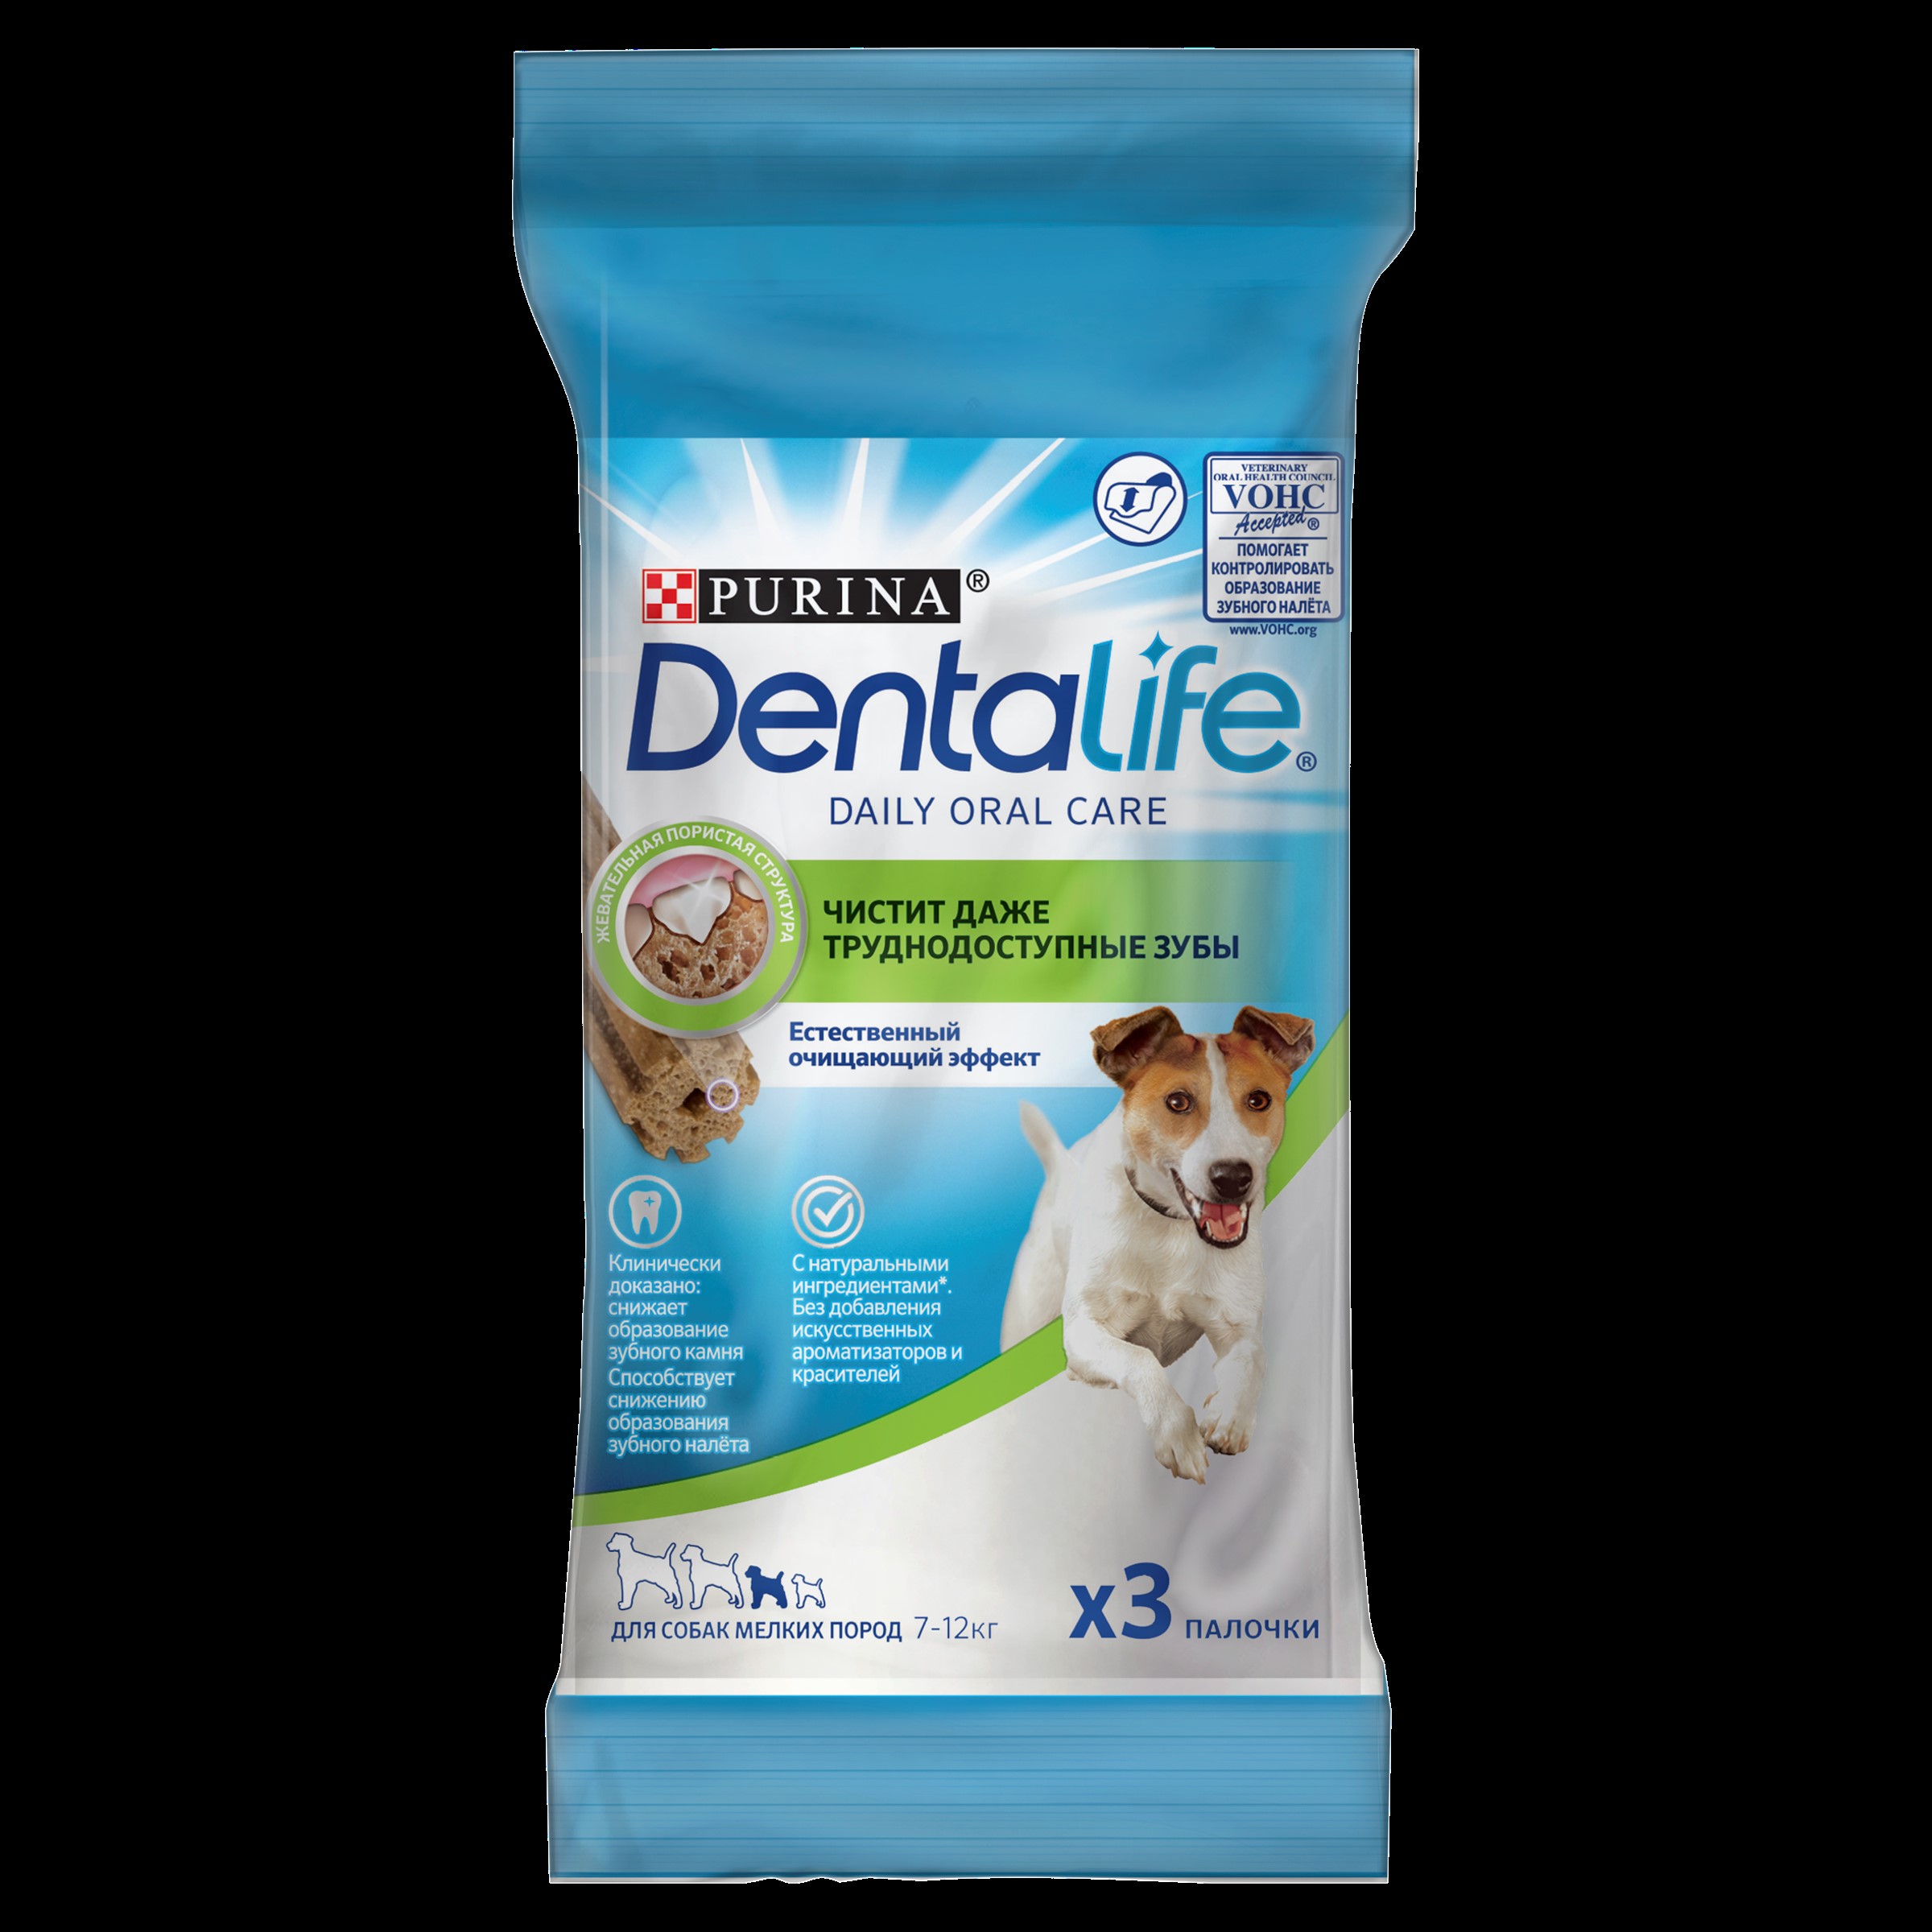 VETERINARY
ORAL HEALTH COUNCIL
VOHC
Accepted®
ПОМОГАЕТ
КОНТРОЛИРОВАТЬ
ОБРАЗОВАНИЕ
ЗУБНОГО НАЛЁТА
www.VOHC.org
PURINA®
Dentalife®
DAILY ORAL CARE
ЖЕВАТЕЛЬНАЯ ПОРИСТАЯ СТРУКТУРА
ЧИСТИТ ДАЖЕ
ТРУДНОДОСТУПНЫЕ ЗУБЫ
Естественный
очищающий эффект
Клинически
доказано:
снижает
образование
зубного камня
Способствует
снижению
образования
зубного налёта
С натуральными
ингредиентами*.
Без добавления
искусственных
ароматизаторов и
красителей
ДЛЯ СОБАК МЕЛКИХ ПОРОД 7-12кг
х3 ПАЛОЧКИ